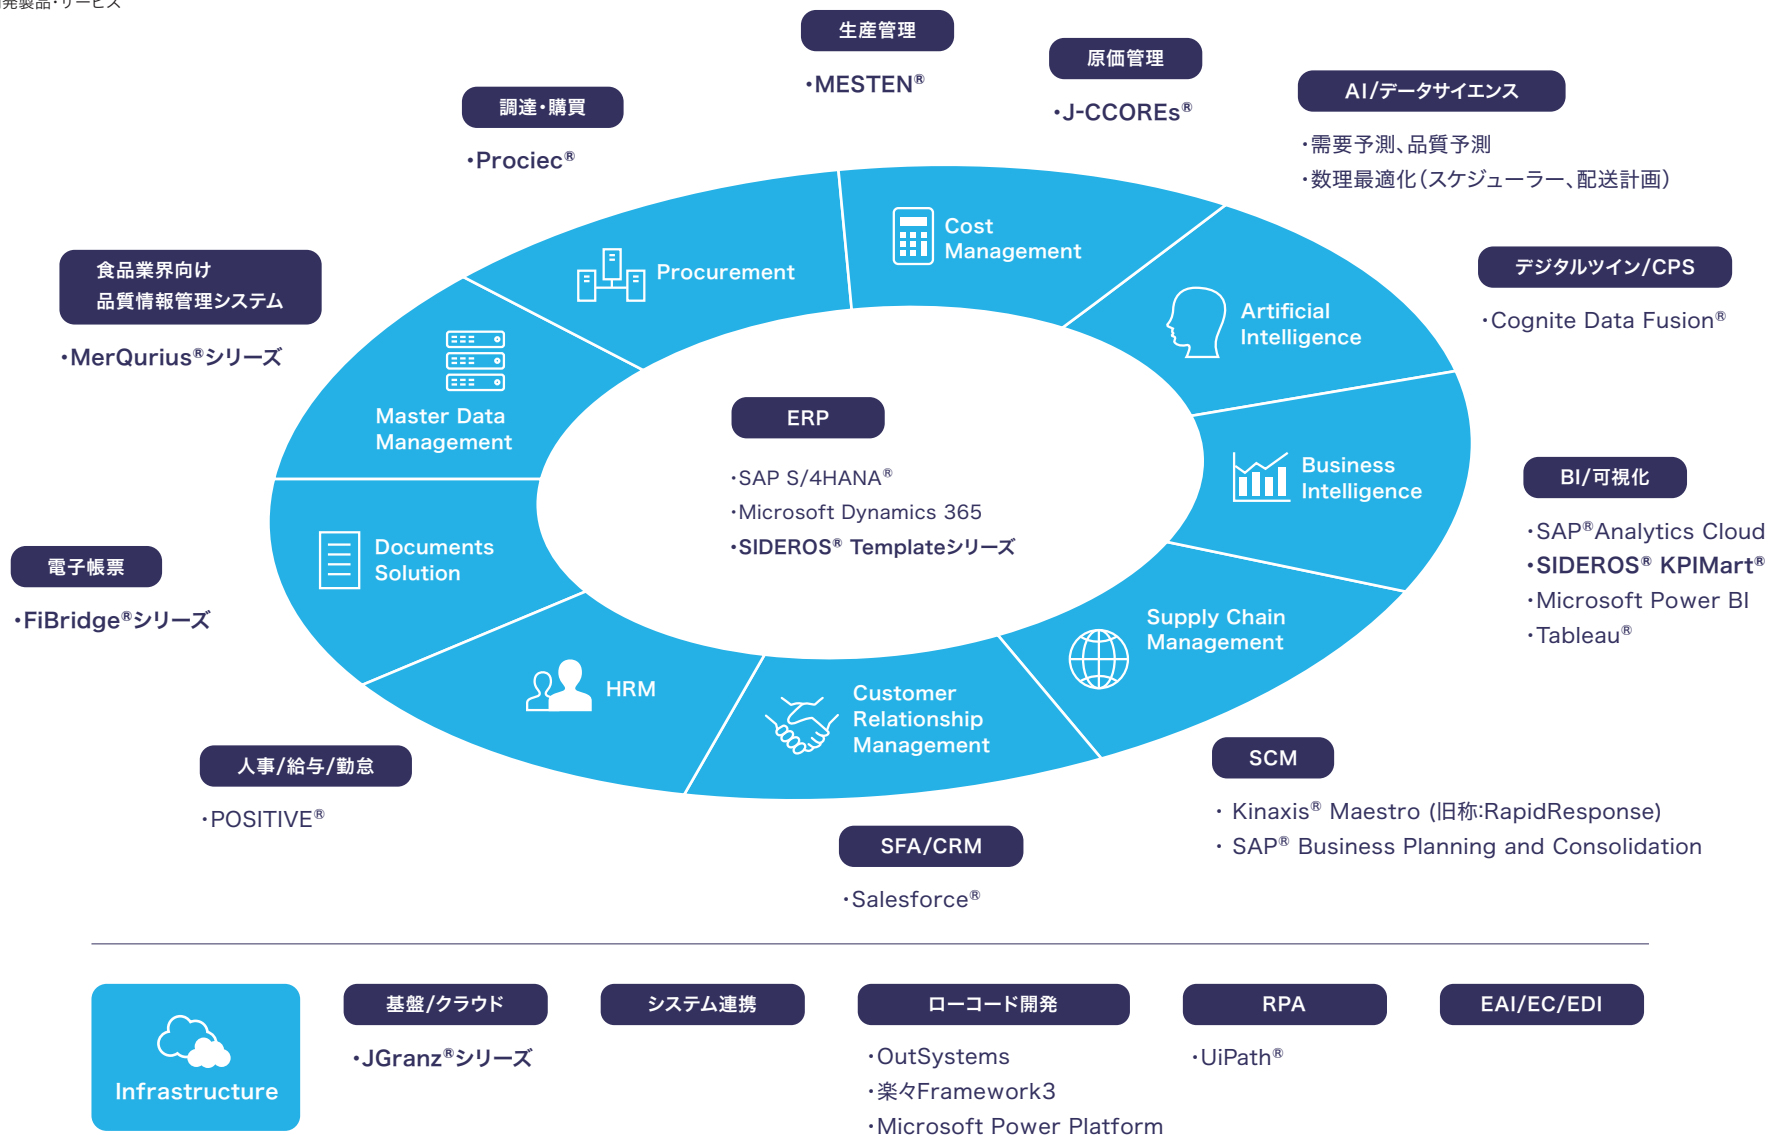 発製品・サービス
生産管理
・MESTEN®
原価管理
・J-CCOREs®
調達・購買
・Prociec®
AI/データサイエンス
・需要予測、品質予測
・数理最適化（スケジューラー、配送計画）
食品業界向け
品質情報管理システム
・MerQurius®シリーズ
デジタルツイン/CPS
・Cognite Data Fusion®
Cost
Management
Procurement
Artificial
Intelligence
Master Data
Management
ERP
・SAP S/4HANA®
・Microsoft Dynamics 365
・SIDEROS® Templateシリーズ
Business
Intelligence
BI/可視化
・SAP®Analytics Cloud
・SIDEROS® KPIMart®
・Microsoft Power BI
・Tableau®
Documents
Solution
電子帳票
・FiBridge®シリーズ
Supply Chain
Management
HRM
Customer
Relationship
Management
人事/給与/勤怠
・POSITIVE®
SCM
・ Kinaxis® Maestro (旧称:RapidResponse)
・ SAP® Business Planning and Consolidation
SFA/CRM
・Salesforce®
Infrastructure
基盤/クラウド
・JGranz®シリーズ
システム連携
ローコード開発
・OutSystems
・楽々Framework3
・Microsoft Power Platform
RPA
・UiPath®
EAI/EC/EDI